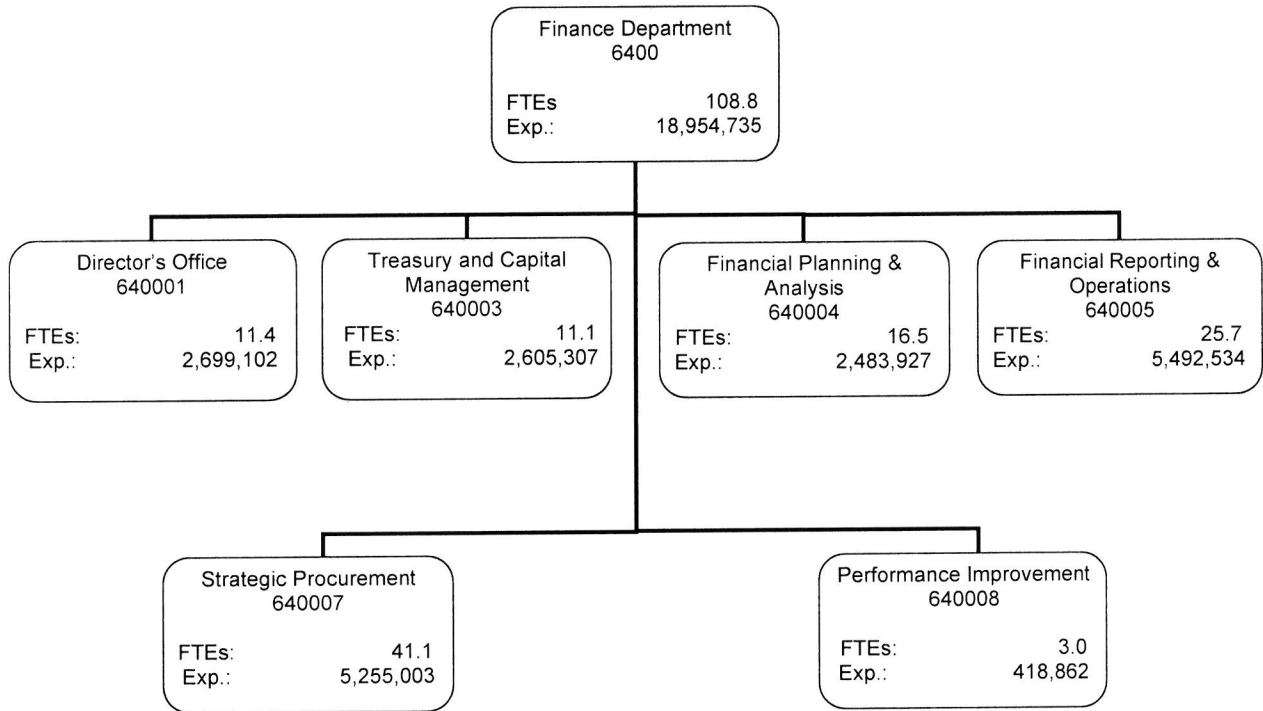 Finance Department
6400
FTEs 108.8
Exp.: 18,954,735
Director's Office
640001
FTEs: 11.4
Exp.: 2,699,102
Treasury and Capital
Management
640003
FTEs: 11.1
Exp.: 2,605,307
Financial Planning &
Analysis
640004
FTEs: 16.5
Exp.: 2,483,927
Financial Reporting &
Operations
640005
FTEs: 25.7
Exp.: 5,492,534
Strategic Procurement
640007
FTEs: 41.1
Exp.: 5,255,003
Performance Improvement
640008
FTEs: 3.0
Exp.: 418,862